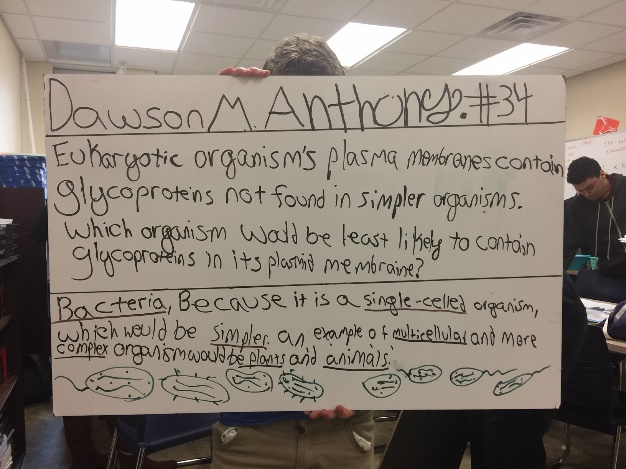 Dawson M. Anthony. #34
Eukaryotic organism's plasma membranes contain
glycoproteins not found in simpler organisms.
Which organism would be least likely to contain
glycoproteins in its plasmid membraine?
Bacteria, Because it is a single-celled organism,
which would be simpler. an example of multicellular and more
complex organism would be plants and animals.